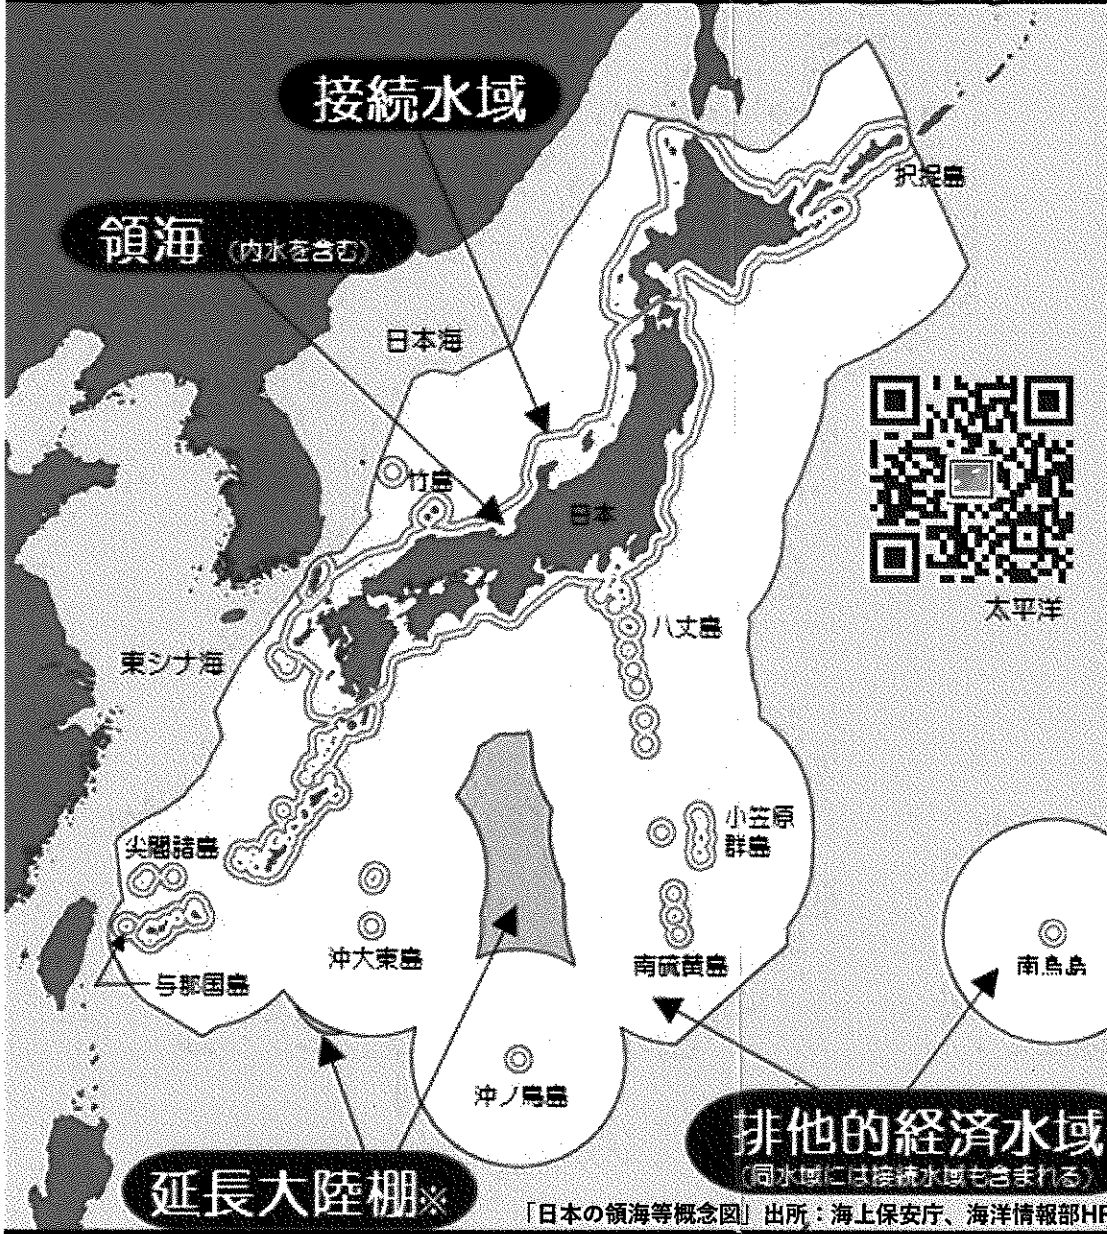 接続水域
択捉島
領海 (内水を含む)
日本海
竹島
日本
太平洋
八丈島
東シナ海
小笠原
群島
尖閣諸島
沖大東島
南硫黄島
南鳥島
与那国島
沖ノ鳥島
排他的経済水域
(同水域には接続水域も含まれる)
延長大陸棚※
「日本の領海等概念図」出所:海上保安庁、海洋情報部HP